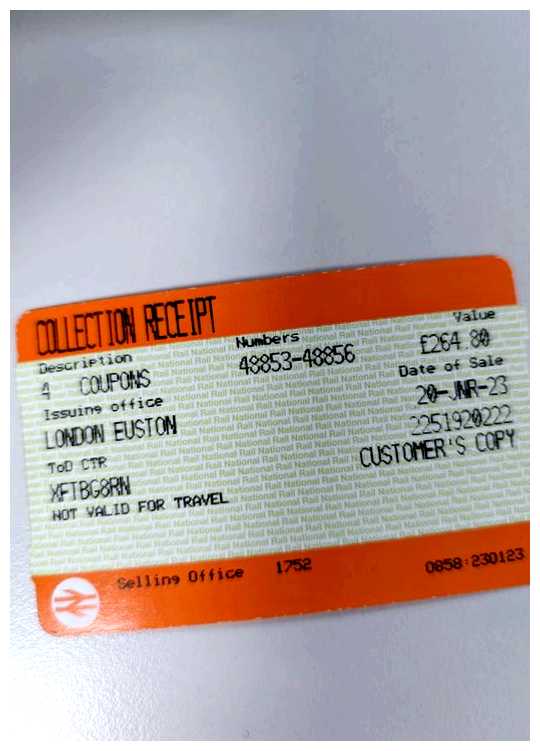 COLLECTION RECEIPT
Description Numbers Value
4 COUPONS 48853-48856 £264.80
Issuing office Date of Sale
LONDON EUSTON 20-JNR-23
ToD CTR 2251920222
XFTBG8RN CUSTOMER'S COPY
NOT VALID FOR TRAVEL
Selling Office 1752 0858:230123